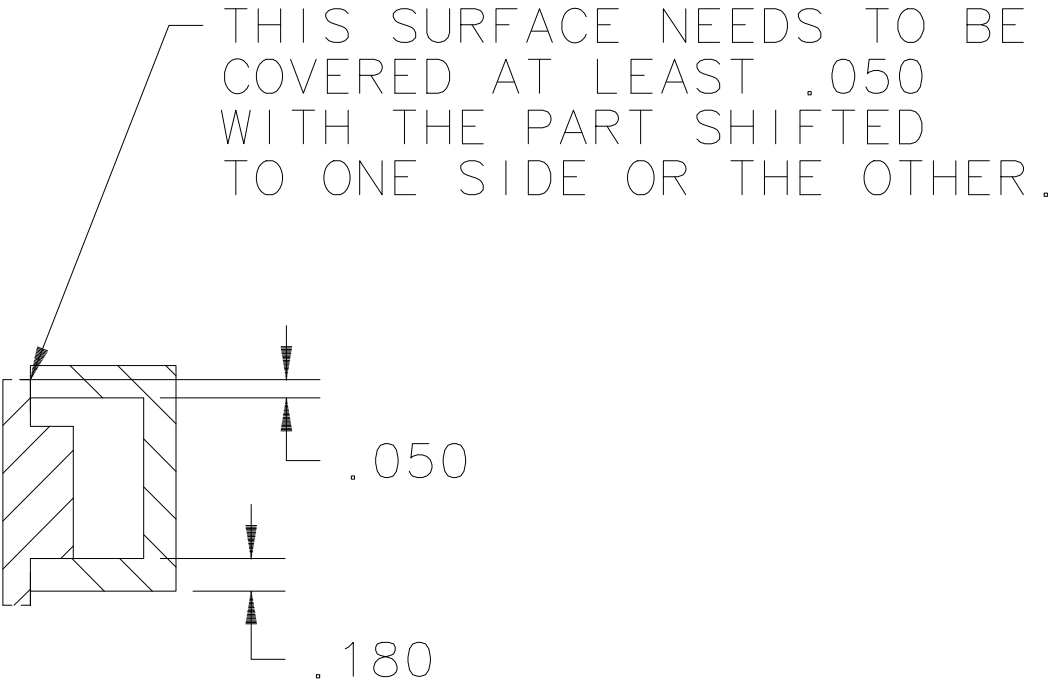 THIS SURFACE NEEDS TO BE
COVERED AT LEAST .050
WITH THE PART SHIFTED
TO ONE SIDE OR THE OTHER.
.050
.180